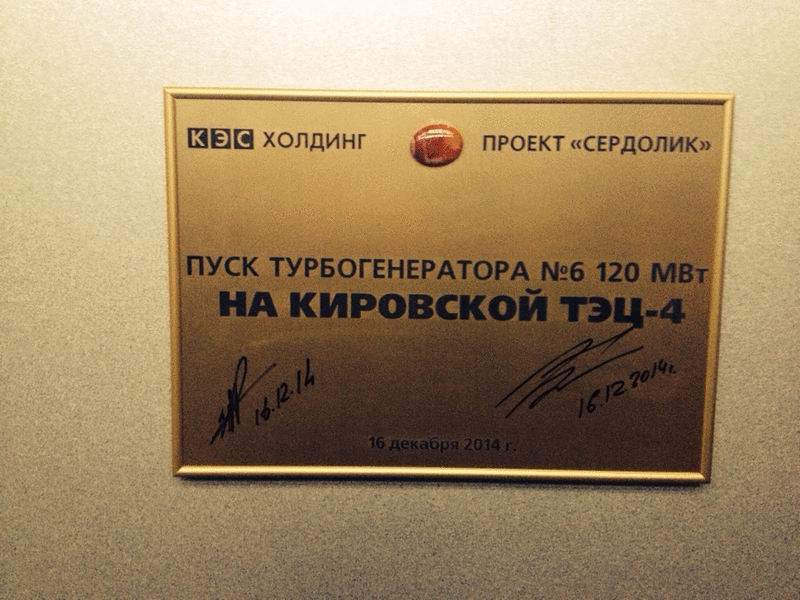 КЭС ХОЛДИНГ
ПРОЕКТ «СЕРДОЛИК»
ПУСК ТУРБОГЕНЕРАТОРА №6 120 МВт
НА КИРОВСКОЙ ТЭЦ-4
16.12.14
16.12.2014г.
16 декабря 2014 г.